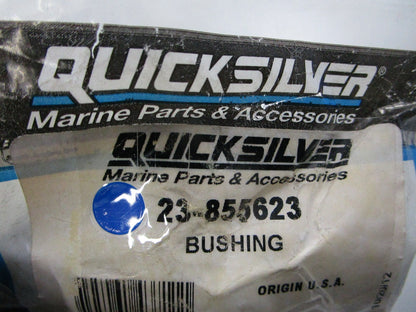 QUICKSILVER®
Marine Parts & Accessories
QUICKSILVER
Marine Parts & Accessories
23-855623
BUSHING
ORIGIN U.S.A.